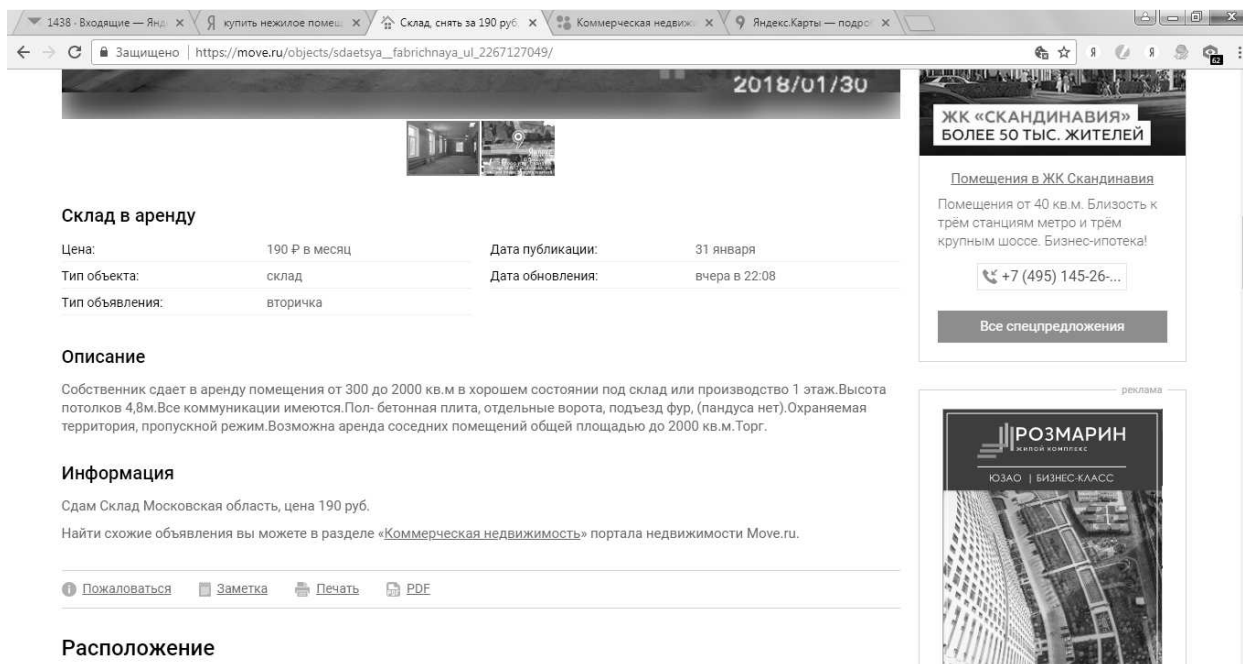 1438 · Входящие — Янд
купить нежилое помещ
Склад, снять за 190 руб
Коммерческая недвиж
Яндекс.Карты — подроб
Защищено | https://move.ru/objects/sdaetsya__fabrichnaya_ul_2267127049/
62
2018/01/30
Склад в аренду
Цена: 190 ₽ в месяц Дата публикации: 31 января
Тип объекта: склад Дата обновления: вчера в 22:08
Тип объявления: вторичка
Описание
Собственник сдает в аренду помещения от 300 до 2000 кв.м в хорошем состоянии под склад или производство 1 этаж.Высота
потолков 4,8м.Все коммуникации имеются.Пол- бетонная плита, отдельные ворота, подъезд фур, (пандуса нет).Охраняемая
территория, пропускной режим.Возможна аренда соседних помещений общей площадью до 2000 кв.м.Торг.
Информация
Сдам Склад Московская область, цена 190 руб.
Найти схожие объявления вы можете в разделе «Коммерческая недвижимость» портала недвижимости Move.ru.
Пожаловаться Заметка Печать PDF
Расположение
ЖК «СКАНДИНАВИЯ»
БОЛЕЕ 50 ТЫС. ЖИТЕЛЕЙ
Помещения в ЖК Скандинавия
Помещения от 40 кв.м. Близость к
трём станциям метро и трём
крупным шоссе. Бизнес-ипотека!
+7 (495) 145-26-...
Все спецпредложения
реклама
РОЗМАРИН
ЖИЛОЙ КОМПЛЕКС
ЮЗАО | БИЗНЕС-КЛАСС